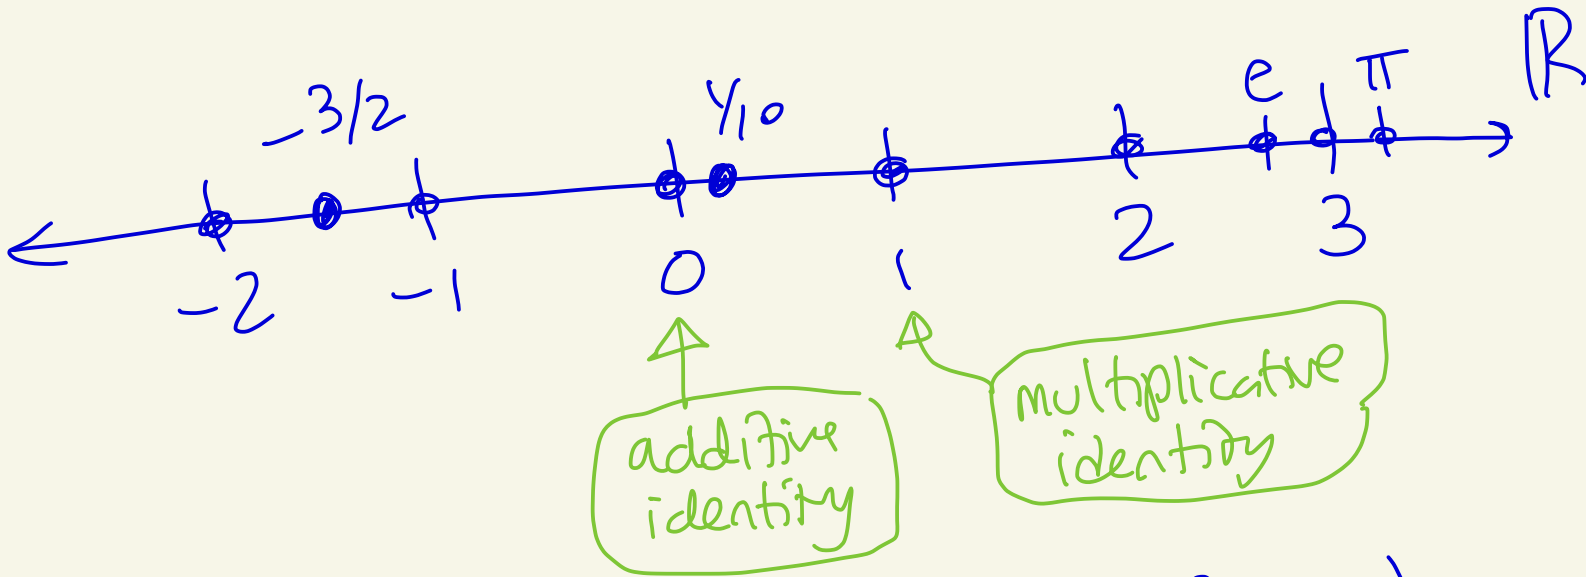 -3/2 1/10 e π ℝ
-2 -1 0 1 2 3
additive
identity
multiplicative
identity